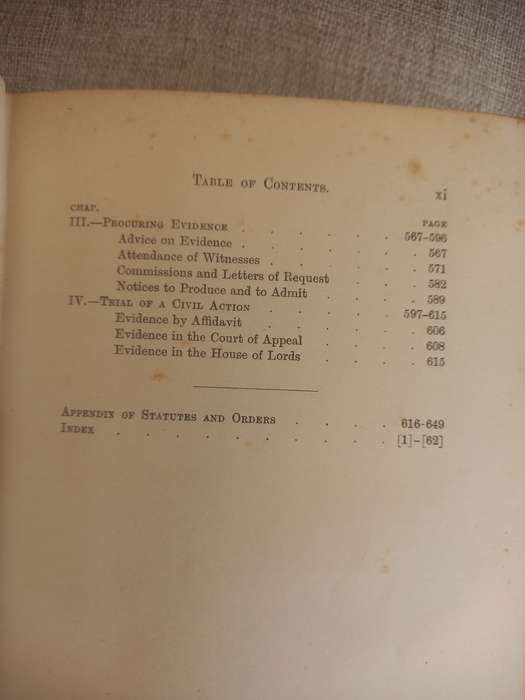 TABLE OF CONTENTS. xi
CHAP. PAGE
III.—PROCURING EVIDENCE . . . . . 567–596
Advice on Evidence . . . . . . 567
Attendance of Witnesses . . . . . 571
Commissions and Letters of Request . . . 582
Notices to Produce and to Admit . . . 589
IV.—TRIAL OF A CIVIL ACTION . . . . 597–615
Evidence by Affidavit . . . . 606
Evidence in the Court of Appeal . . . 608
Evidence in the House of Lords . . . 615
APPENDIX OF STATUTES AND ORDERS . . . . 616-649
INDEX . . . . . . . . . . [1]–[62]